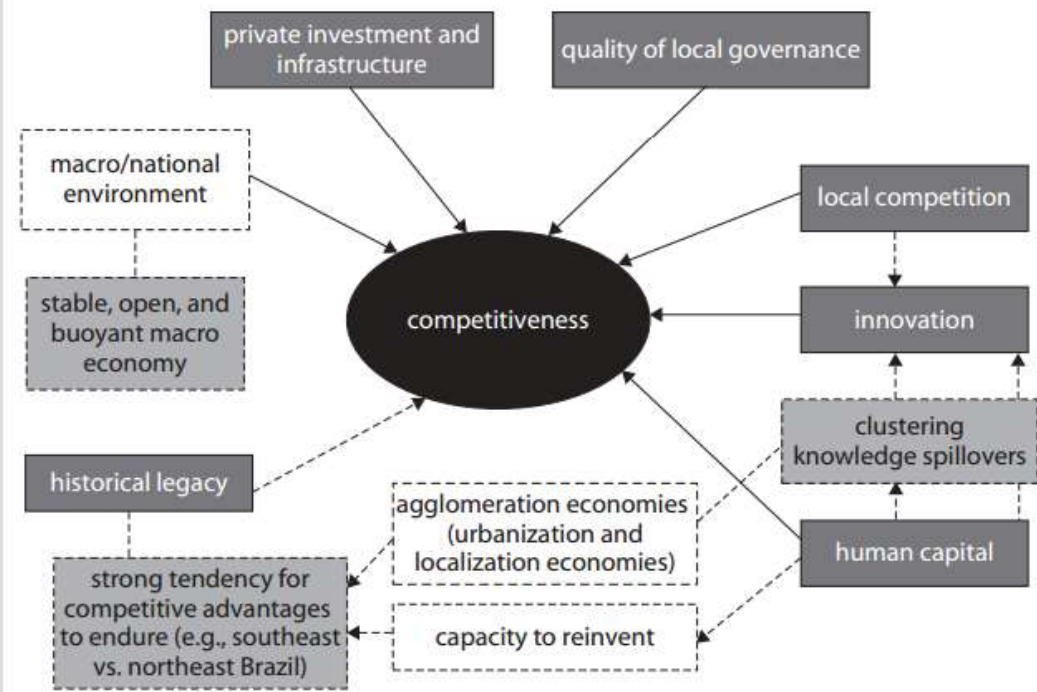 private investment and
infrastructure
quality of local governance
macro/national
environment
local competition
stable, open, and
buoyant macro
economy
competitiveness
innovation
clustering
knowledge spillovers
historical legacy
agglomeration economies
(urbanization and
localization economies)
human capital
strong tendency for
competitive advantages
to endure (e.g., southeast
vs. northeast Brazil)
capacity to reinvent